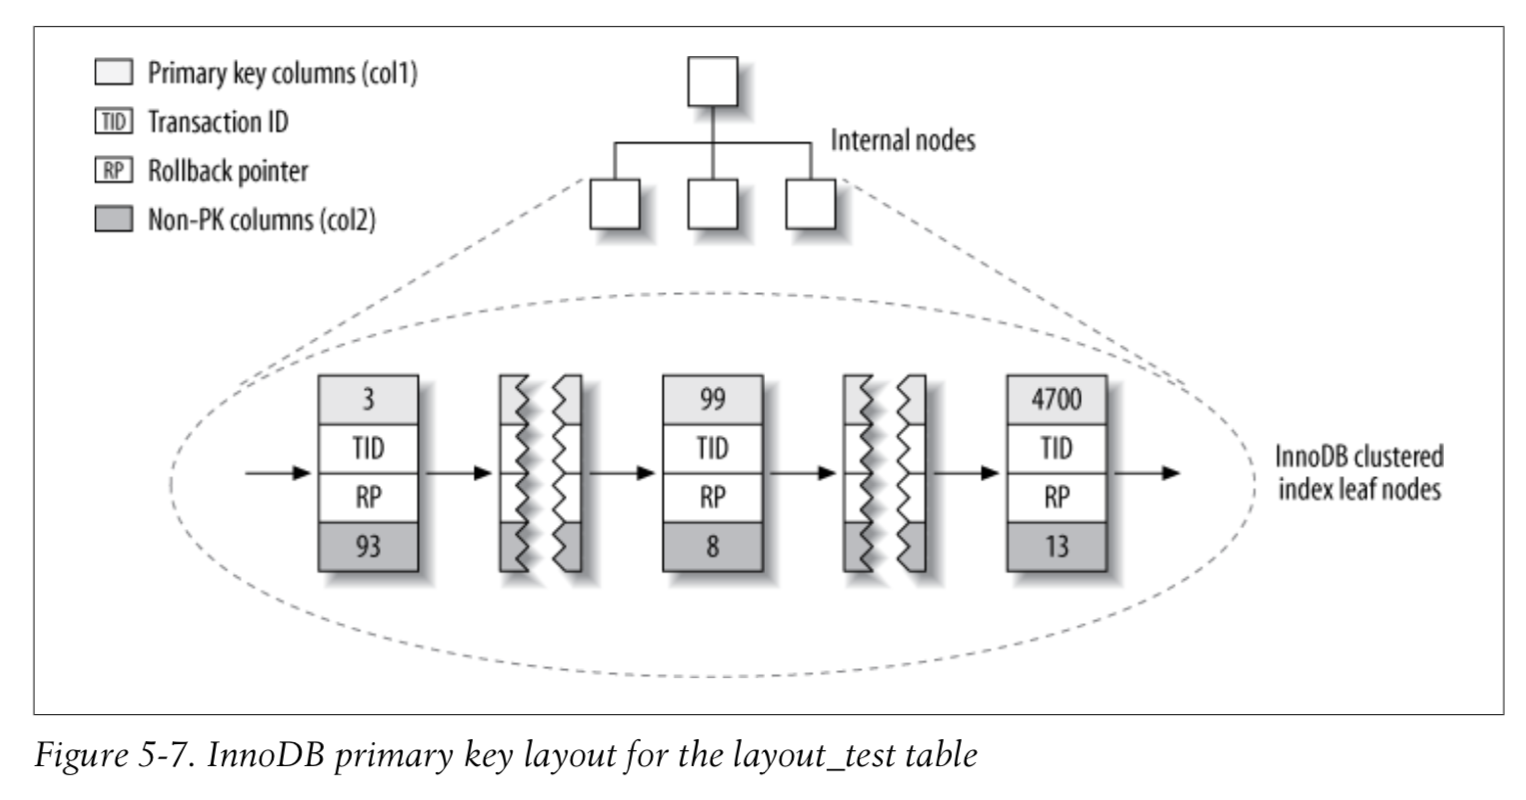 Primary key columns (col1)
TID Transaction ID
RP Rollback pointer
Non-PK columns (col2)
Internal nodes
3
TID
RP
93
99
TID
RP
8
4700
TID
RP
13
InnoDB clustered
index leaf nodes
Figure 5-7. InnoDB primary key layout for the layout_test table